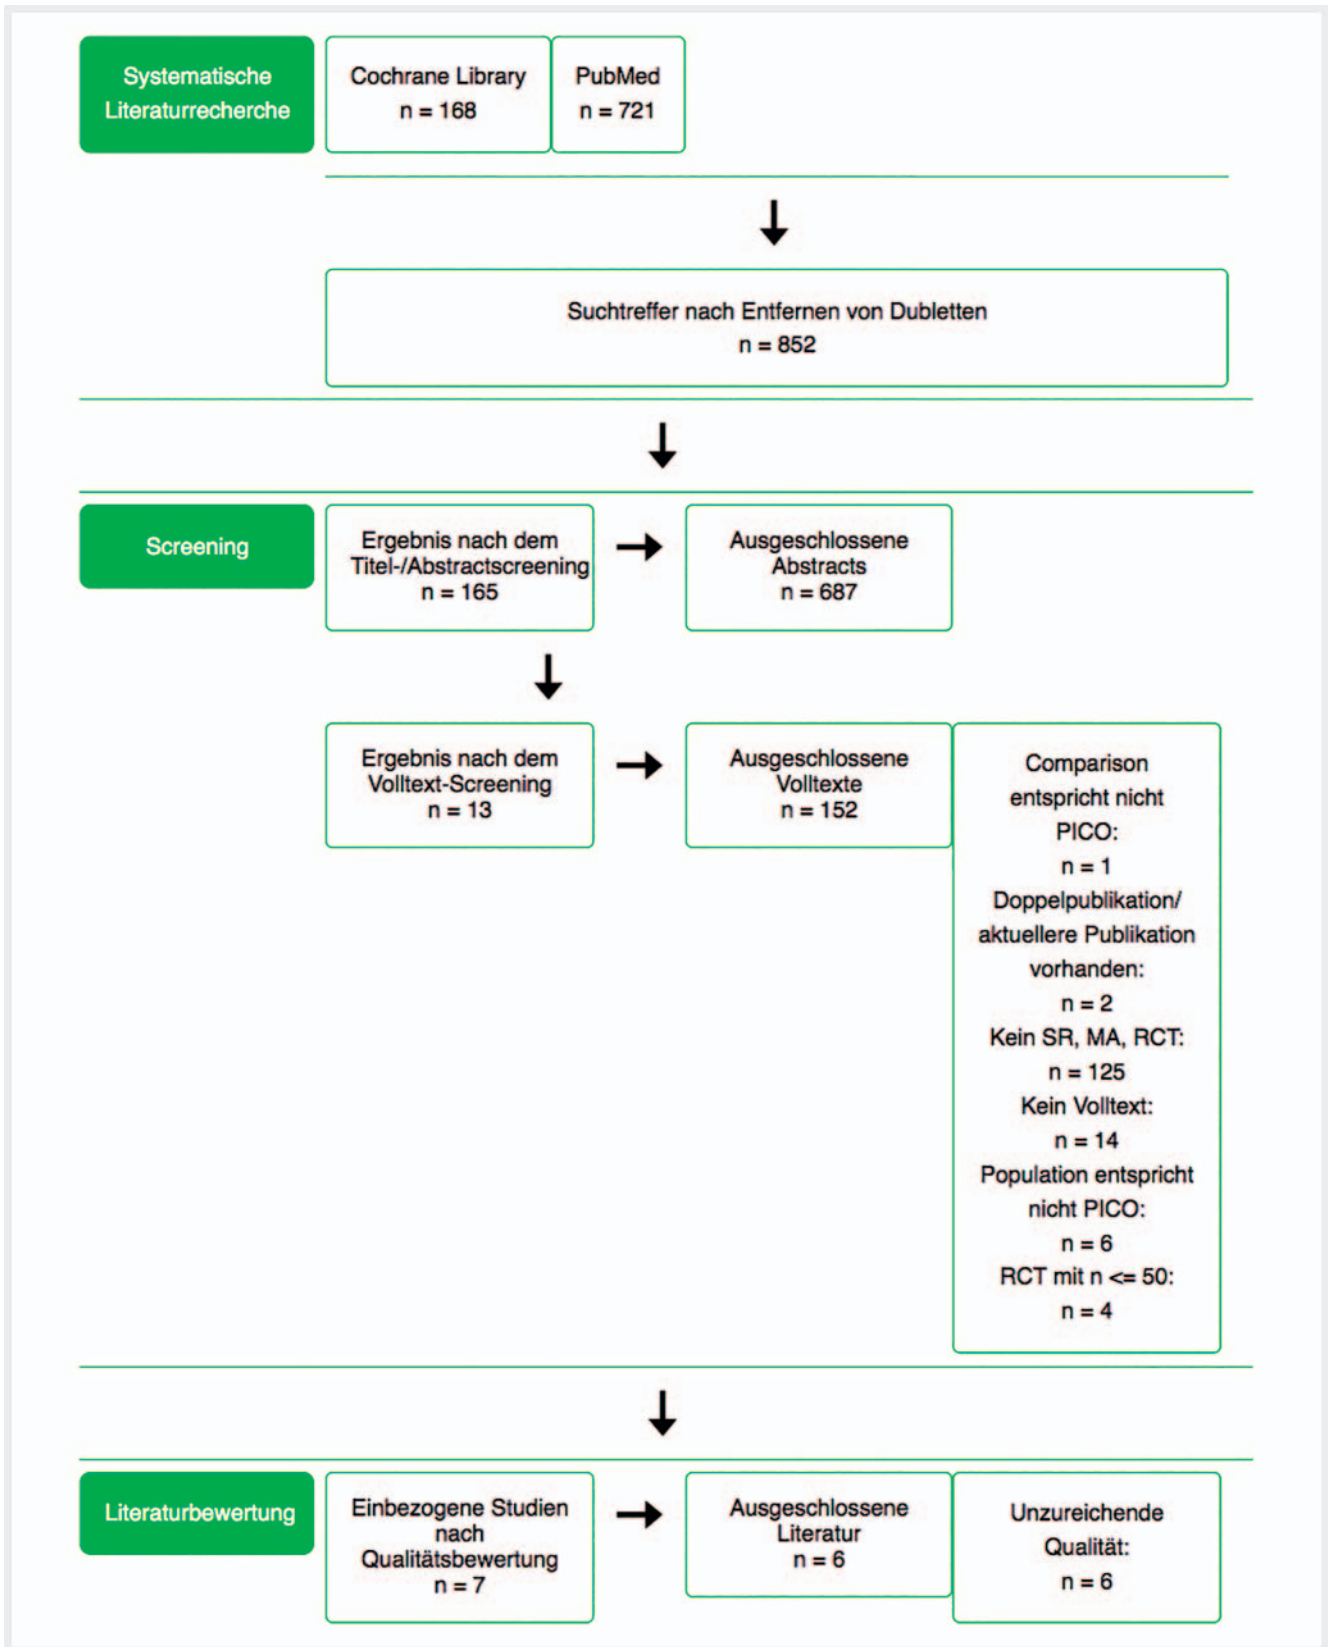 Systematische
Literaturrecherche
Cochrane Library
n = 168
PubMed
n = 721
Suchtreffer nach Entfernen von Dubletten
n = 852
Screening
Ergebnis nach dem
Titel-/Abstractscreening
n = 165
Ausgeschlossene
Abstracts
n = 687
Ergebnis nach dem
Volltext-Screening
n = 13
Ausgeschlossene
Volltexte
n = 152
Comparison
entspricht nicht
PICO:
n = 1
Doppelpublikation/
aktuellere Publikation
vorhanden:
n = 2
Kein SR, MA, RCT:
n = 125
Kein Volltext:
n = 14
Population entspricht
nicht PICO:
n = 6
RCT mit n <= 50:
n = 4
Literaturbewertung
Einbezogene Studien
nach
Qualitätsbewertung
n = 7
Ausgeschlossene
Literatur
n = 6
Unzureichende
Qualität:
n = 6